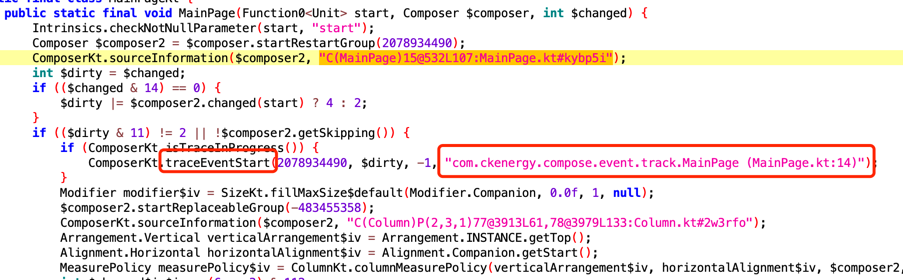 public static final void MainPage(Function0<Unit> start, Composer $composer, int $changed) {
Intrinsics.checkNotNullParameter(start, "start");
Composer $composer2 = $composer.startRestartGroup(2078934490);
ComposerKt.sourceInformation($composer2, "C(MainPage)15@532L107:MainPage.kt#kybp5i");
int $dirty = $changed;
if (($changed & 14) == 0) {
$dirty |= $composer2.changed(start) ? 4 : 2;
}
if (($dirty & 11) != 2 || !$composer2.getSkipping()) {
if (ComposerKt.isTraceInProgress()) {
ComposerKt.traceEventStart(2078934490, $dirty, -1, "com.ckenergy.compose.event.track.MainPage (MainPage.kt:14)");
}
Modifier modifier$iv = SizeKt.fillMaxSize$default(Modifier.Companion, 0.0f, 1, null);
$composer2.startReplaceableGroup(-483455358);
ComposerKt.sourceInformation($composer2, "C(Column)P(2,3,1)77@3913L61,78@3979L133:Column.kt#2w3rfo");
Arrangement.Vertical verticalArrangement$iv = Arrangement.INSTANCE.getTop();
Alignment.Horizontal horizontalAlignment$iv = Alignment.Companion.getStart();
MeasurePolicy measurePolicy$iv = ColumnKt.columnMeasurePolicy(verticalArrangement$iv, horizontalAlignment$iv, $composer2,